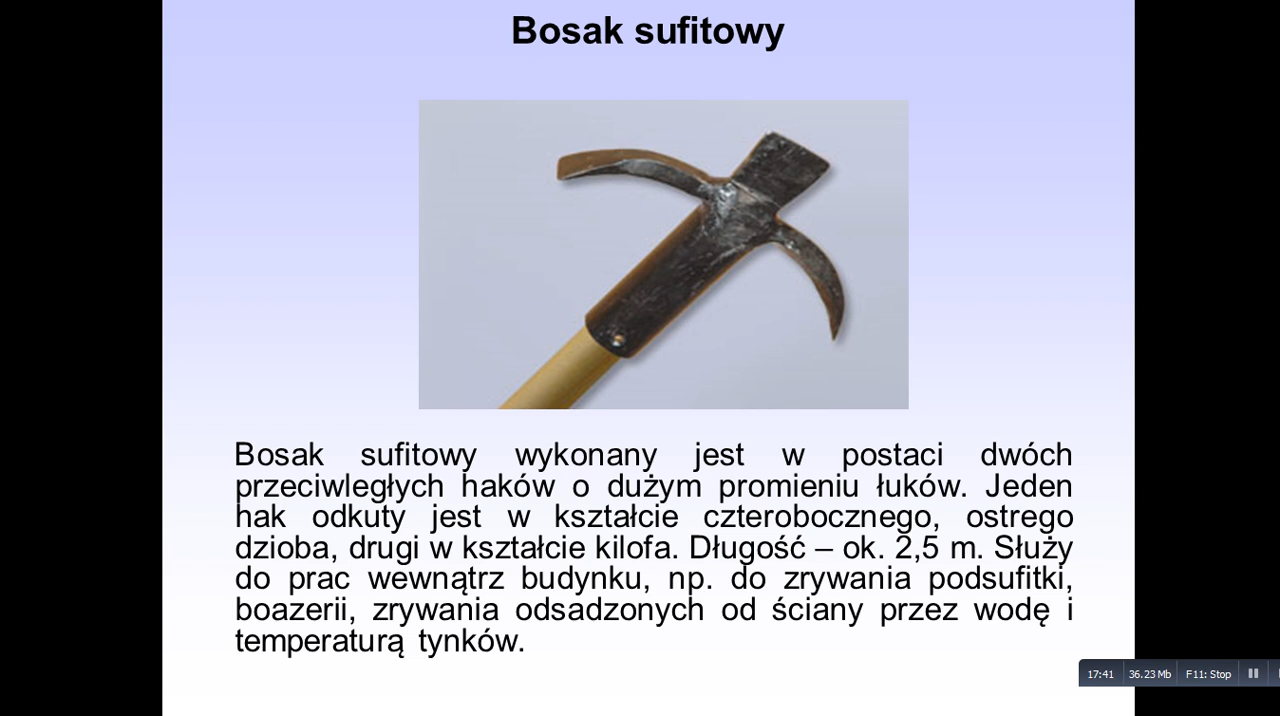 Bosak sufitowy
Bosak sufitowy wykonany jest w postaci dwóch
przeciwległych haków o dużym promieniu łuków. Jeden
hak odkuty jest w kształcie czterobocznego, ostrego
dzioba, drugi w kształcie kilofa. Długość – ok. 2,5 m. Służy
do prac wewnątrz budynku, np. do zrywania podsufitki,
boazerii, zrywania odsadzonych od ściany przez wodę i
temperaturą tynków.
17:41 36.23 Mb F11: Stop